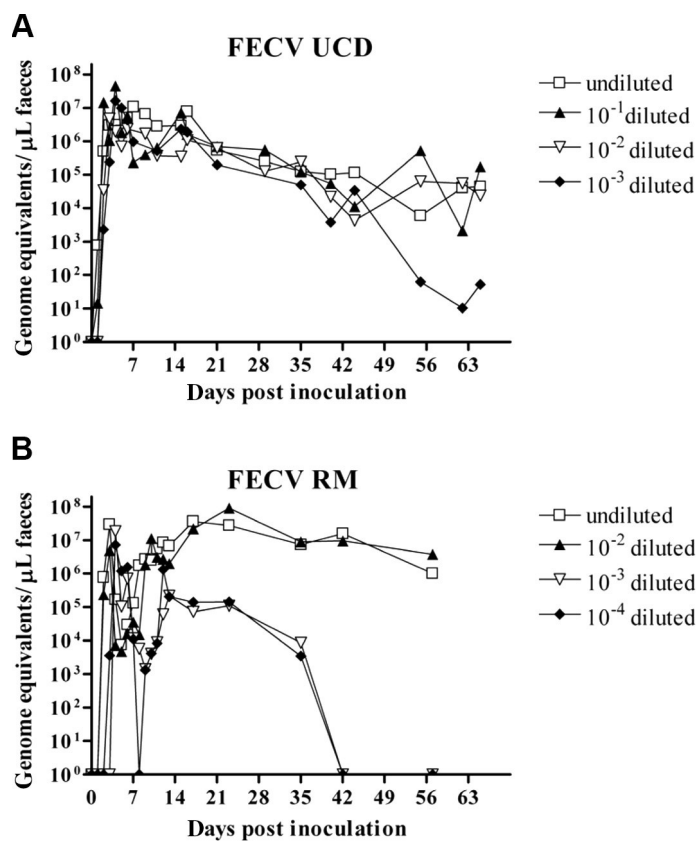 A
FECV UCD
Genome equivalents/ μL faeces
10⁸
10⁷
10⁶
10⁵
10⁴
10³
10²
10¹
10⁰
7 14 21 28 35 42 49 56 63
Days post inoculation
undiluted
10⁻¹diluted
10⁻² diluted
10⁻³ diluted
B
FECV RM
Genome equivalents/ μL faeces
10⁸
10⁷
10⁶
10⁵
10⁴
10³
10²
10¹
10⁰
0 7 14 21 28 35 42 49 56 63
Days post inoculation
undiluted
10⁻² diluted
10⁻³ diluted
10⁻⁴ diluted